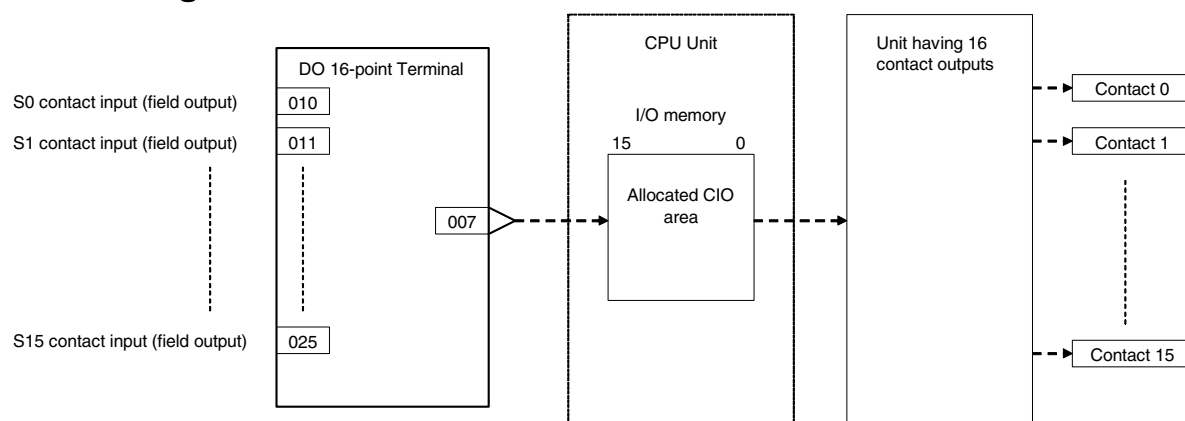 CPU Unit
Unit having 16
contact outputs
DO 16-point Terminal
S0 contact input (field output)
010
Contact 0
I/O memory
S1 contact input (field output)
011
15
0
Contact 1
Allocated CIO
area
007
S15 contact input (field output)
025
Contact 15